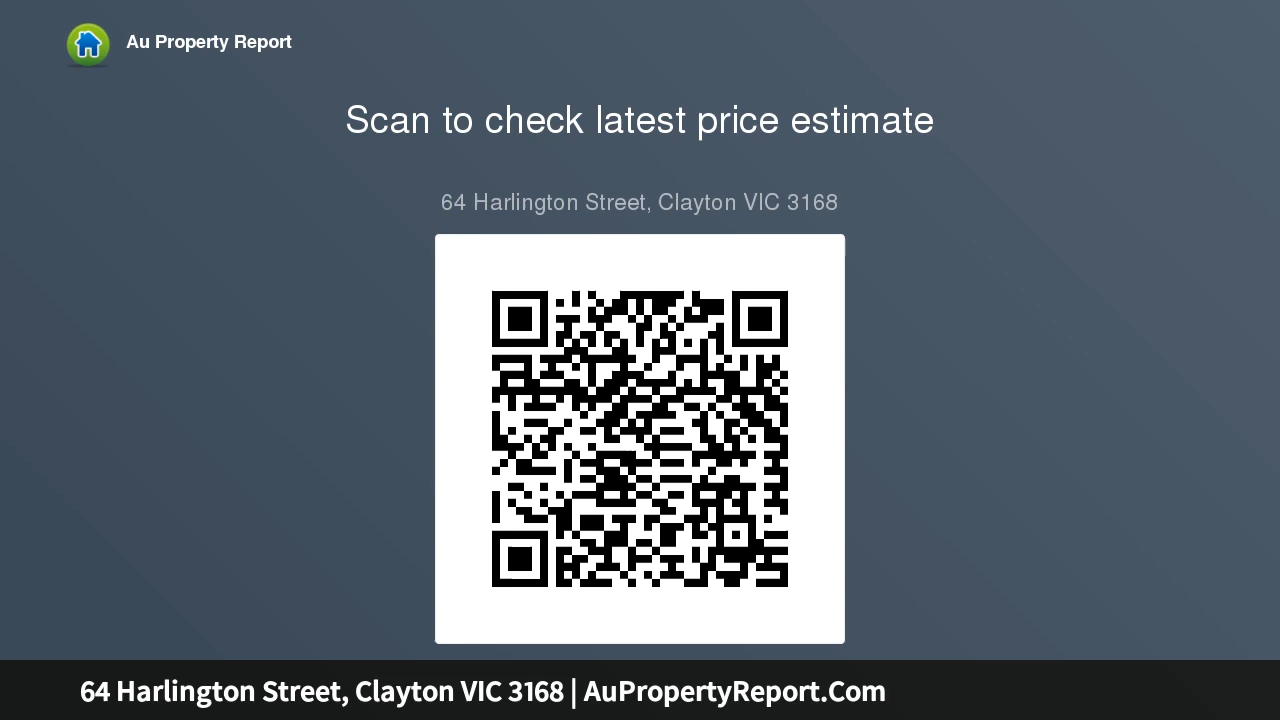 Au Property Report
Scan to check latest price estimate
64 Harlington Street, Clayton VIC 3168
64 Harlington Street, Clayton VIC 3168 | AuPropertyReport.Com